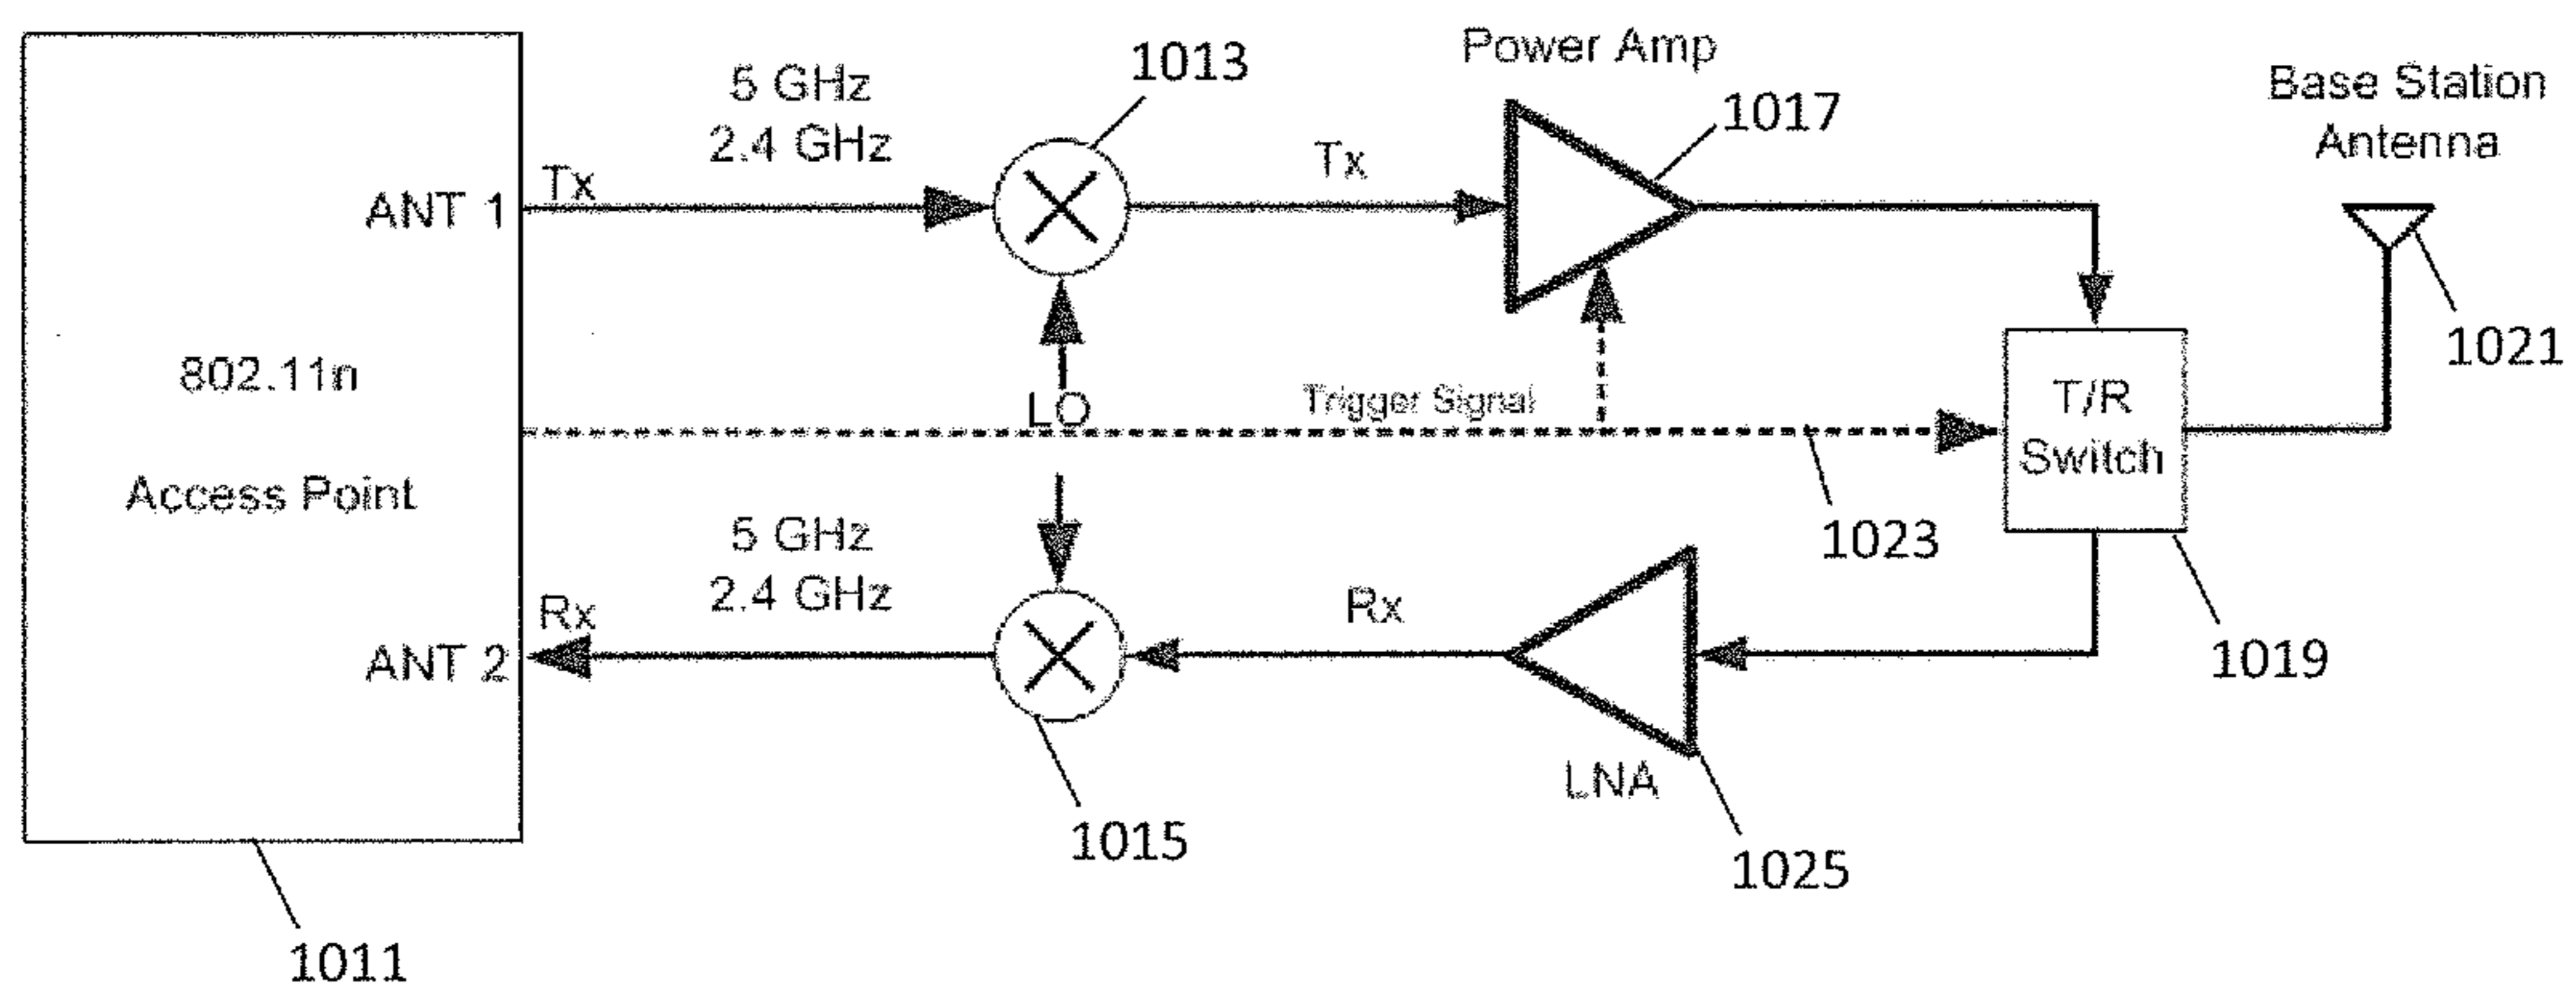 1013
Power Amp
5 GHz
2.4 GHz
1017
Base Station
Antenna
Tx
Tx
ANT 1
1021
802.11n
LO
Trigger Signal
T/R
Switch
Access Point
5 GHz
2.4 GHz
1023
Rx
Rx
ANT 2
1019
LNA
1015
1025
1011